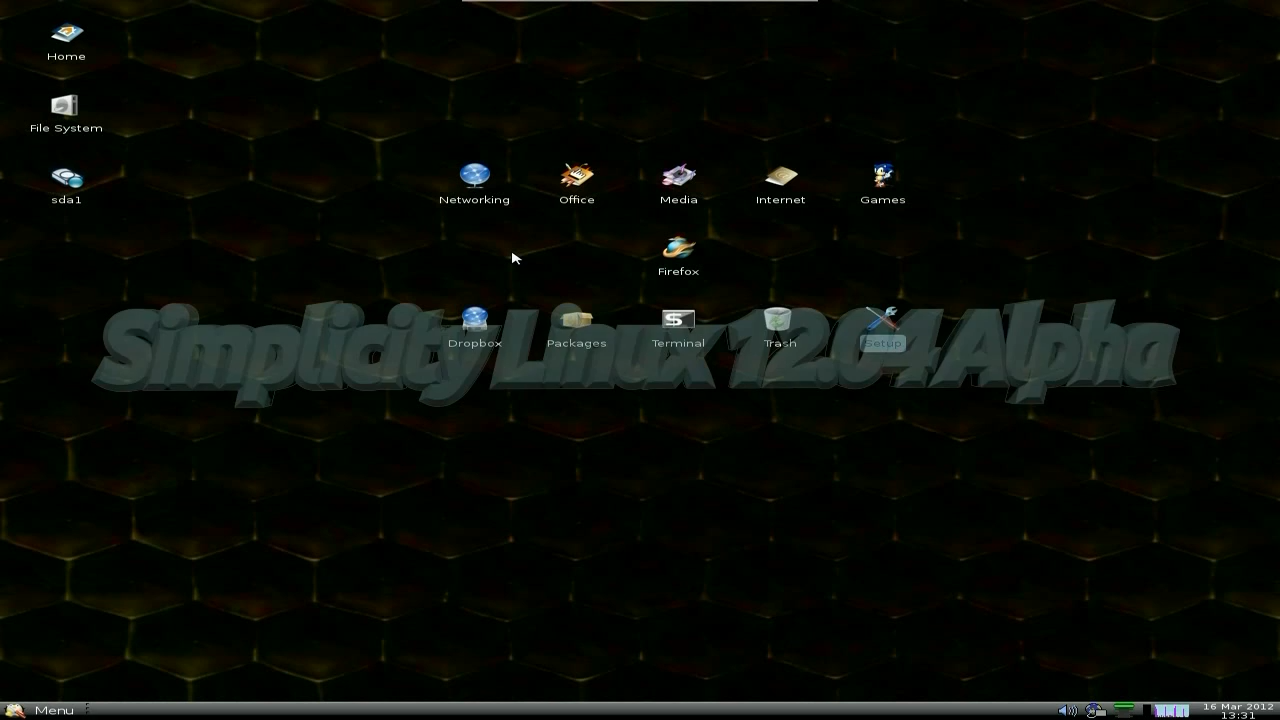 Home
File System
sda1
Networking
Office
Media
Internet
Games
Firefox
Dropbox
Packages
$
Terminal
Trash
Setup
Simplicity Linux 12.04 Alpha
Menu
16 Mar 2012
13:31